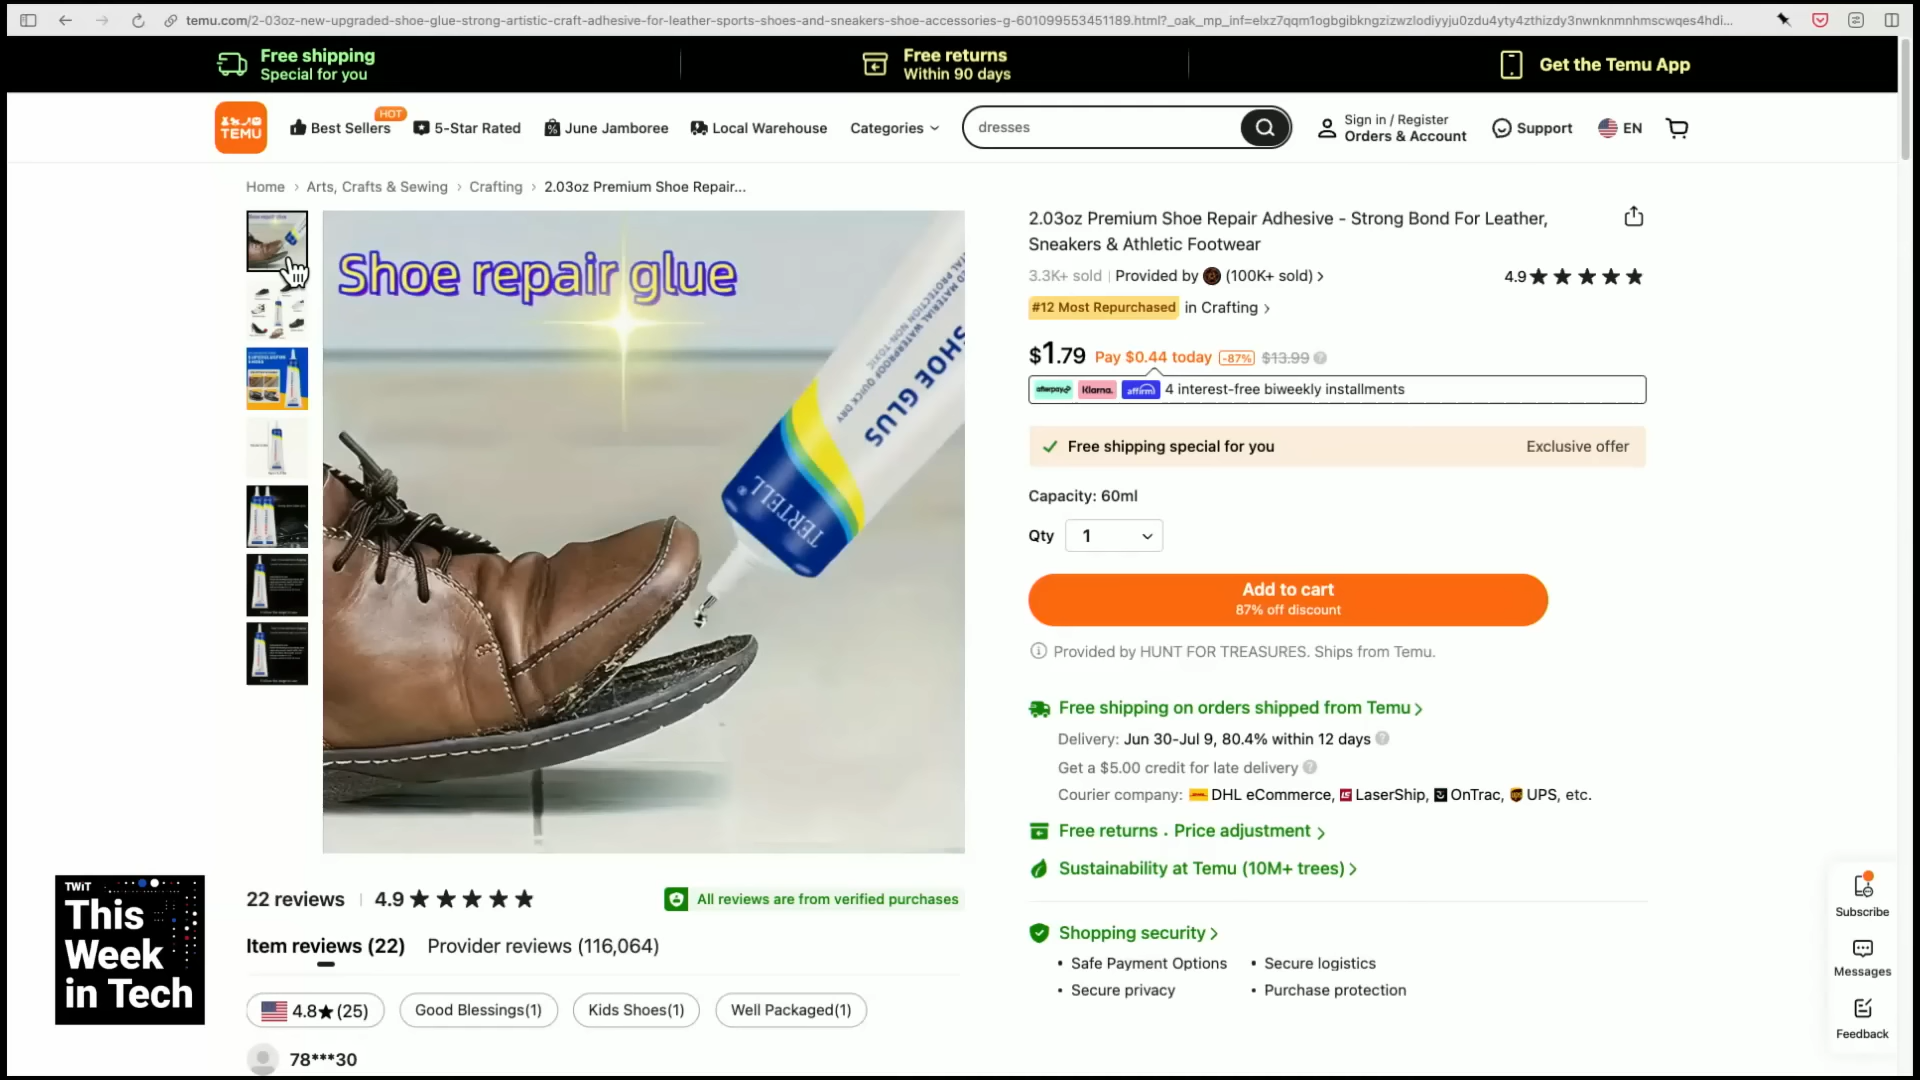 temu.com/2-03oz-new-upgraded-shoe-glue-strong-artistic-craft-adhesive-for-leather-sports-shoes-and-sneakers-shoe-accessories-g-601099553451189.html?_oak_mp_inf=elxz7qqm1ogbgibkngzizwzlodiyyju0zdu4yty4zthizdy3nwnknmnhmscwqes4hdi...
Free shipping
Special for you
Free returns
Within 90 days
Get the Temu App
TEMU
Best Sellers
HOT
5-Star Rated
June Jamboree
Local Warehouse
Categories
dresses
Sign in / Register
Orders & Account
Support
EN
Home › Arts, Crafts & Sewing › Crafting › 2.03oz Premium Shoe Repair...
Shoe repair glue
WATERPROOF QUICK DRY
NON-TOXIC
SHOE GLUS
TERTELL
2.03oz Premium Shoe Repair Adhesive - Strong Bond For Leather,
Sneakers & Athletic Footwear
3.3K+ sold | Provided by (100K+ sold) ›
4.9★★★★★
#12 Most Repurchased in Crafting ›
$1.79 Pay $0.44 today -87% $13.99
afterpay Klarna. affirm 4 interest-free biweekly installments
Free shipping special for you
Exclusive offer
Capacity: 60ml
Qty 1
Add to cart
87% off discount
Provided by HUNT FOR TREASURES. Ships from Temu.
Free shipping on orders shipped from Temu ›
Delivery: Jun 30-Jul 9, 80.4% within 12 days
Get a $5.00 credit for late delivery
Courier company: DHL eCommerce, LaserShip, OnTrac, UPS, etc.
Free returns · Price adjustment ›
Sustainability at Temu (10M+ trees) ›
Shopping security ›
• Safe Payment Options
• Secure logistics
• Secure privacy
• Purchase protection
22 reviews | 4.9 ★★★★★
All reviews are from verified purchases
Item reviews (22)
Provider reviews (116,064)
4.8★(25)
Good Blessings(1)
Kids Shoes(1)
Well Packaged(1)
78***30
TWiT
This
Week
in Tech
Subscribe
Messages
Feedback